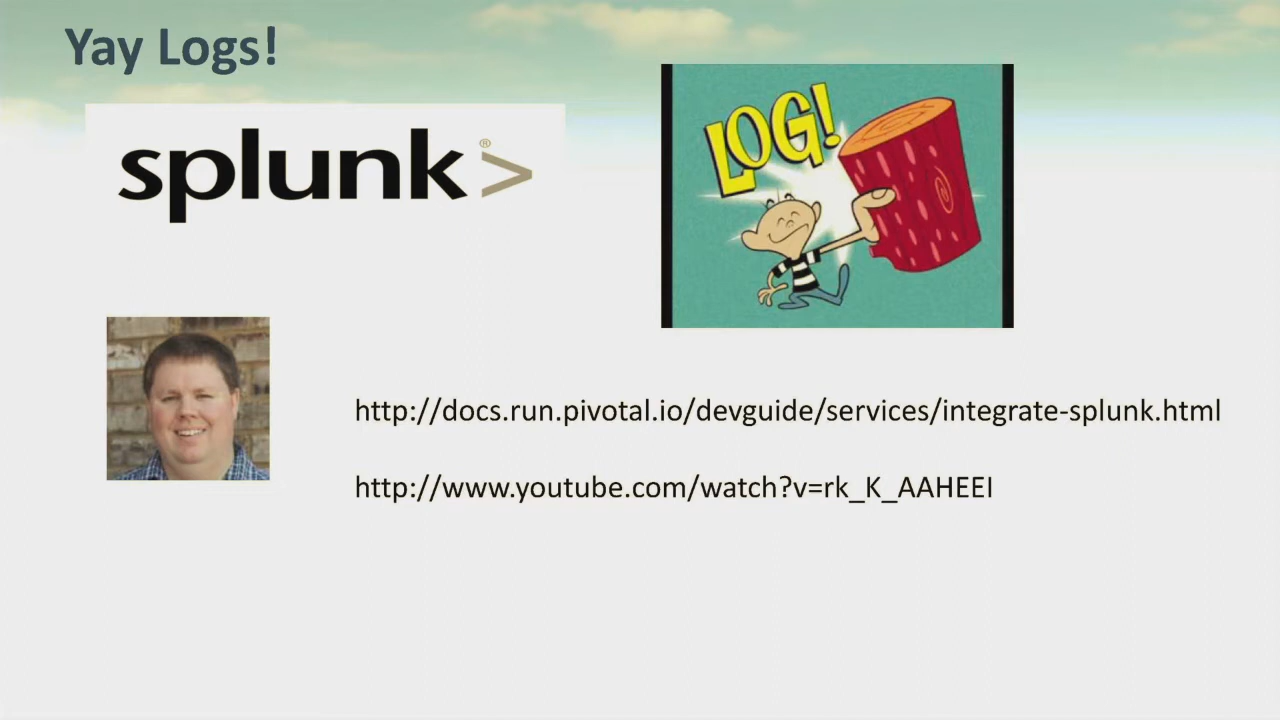 Yay Logs!
splunk®>
LOG!
http://docs.run.pivotal.io/devguide/services/integrate-splunk.html
http://www.youtube.com/watch?v=rk_K_AAHEEI